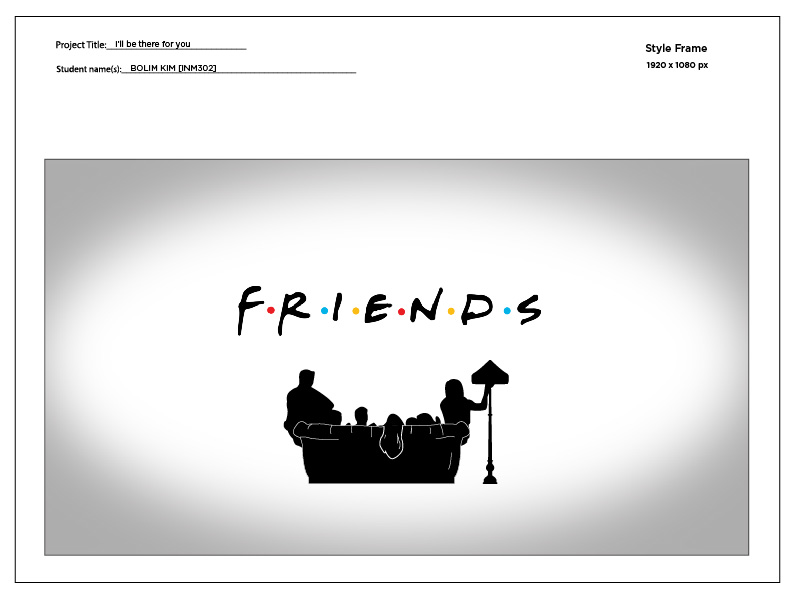 Project Title: I'll be there for you
Style Frame
Student name(s): BOLIM KIM [INM302]
1920 x 1080 px
F•R•I•E•N•D•S